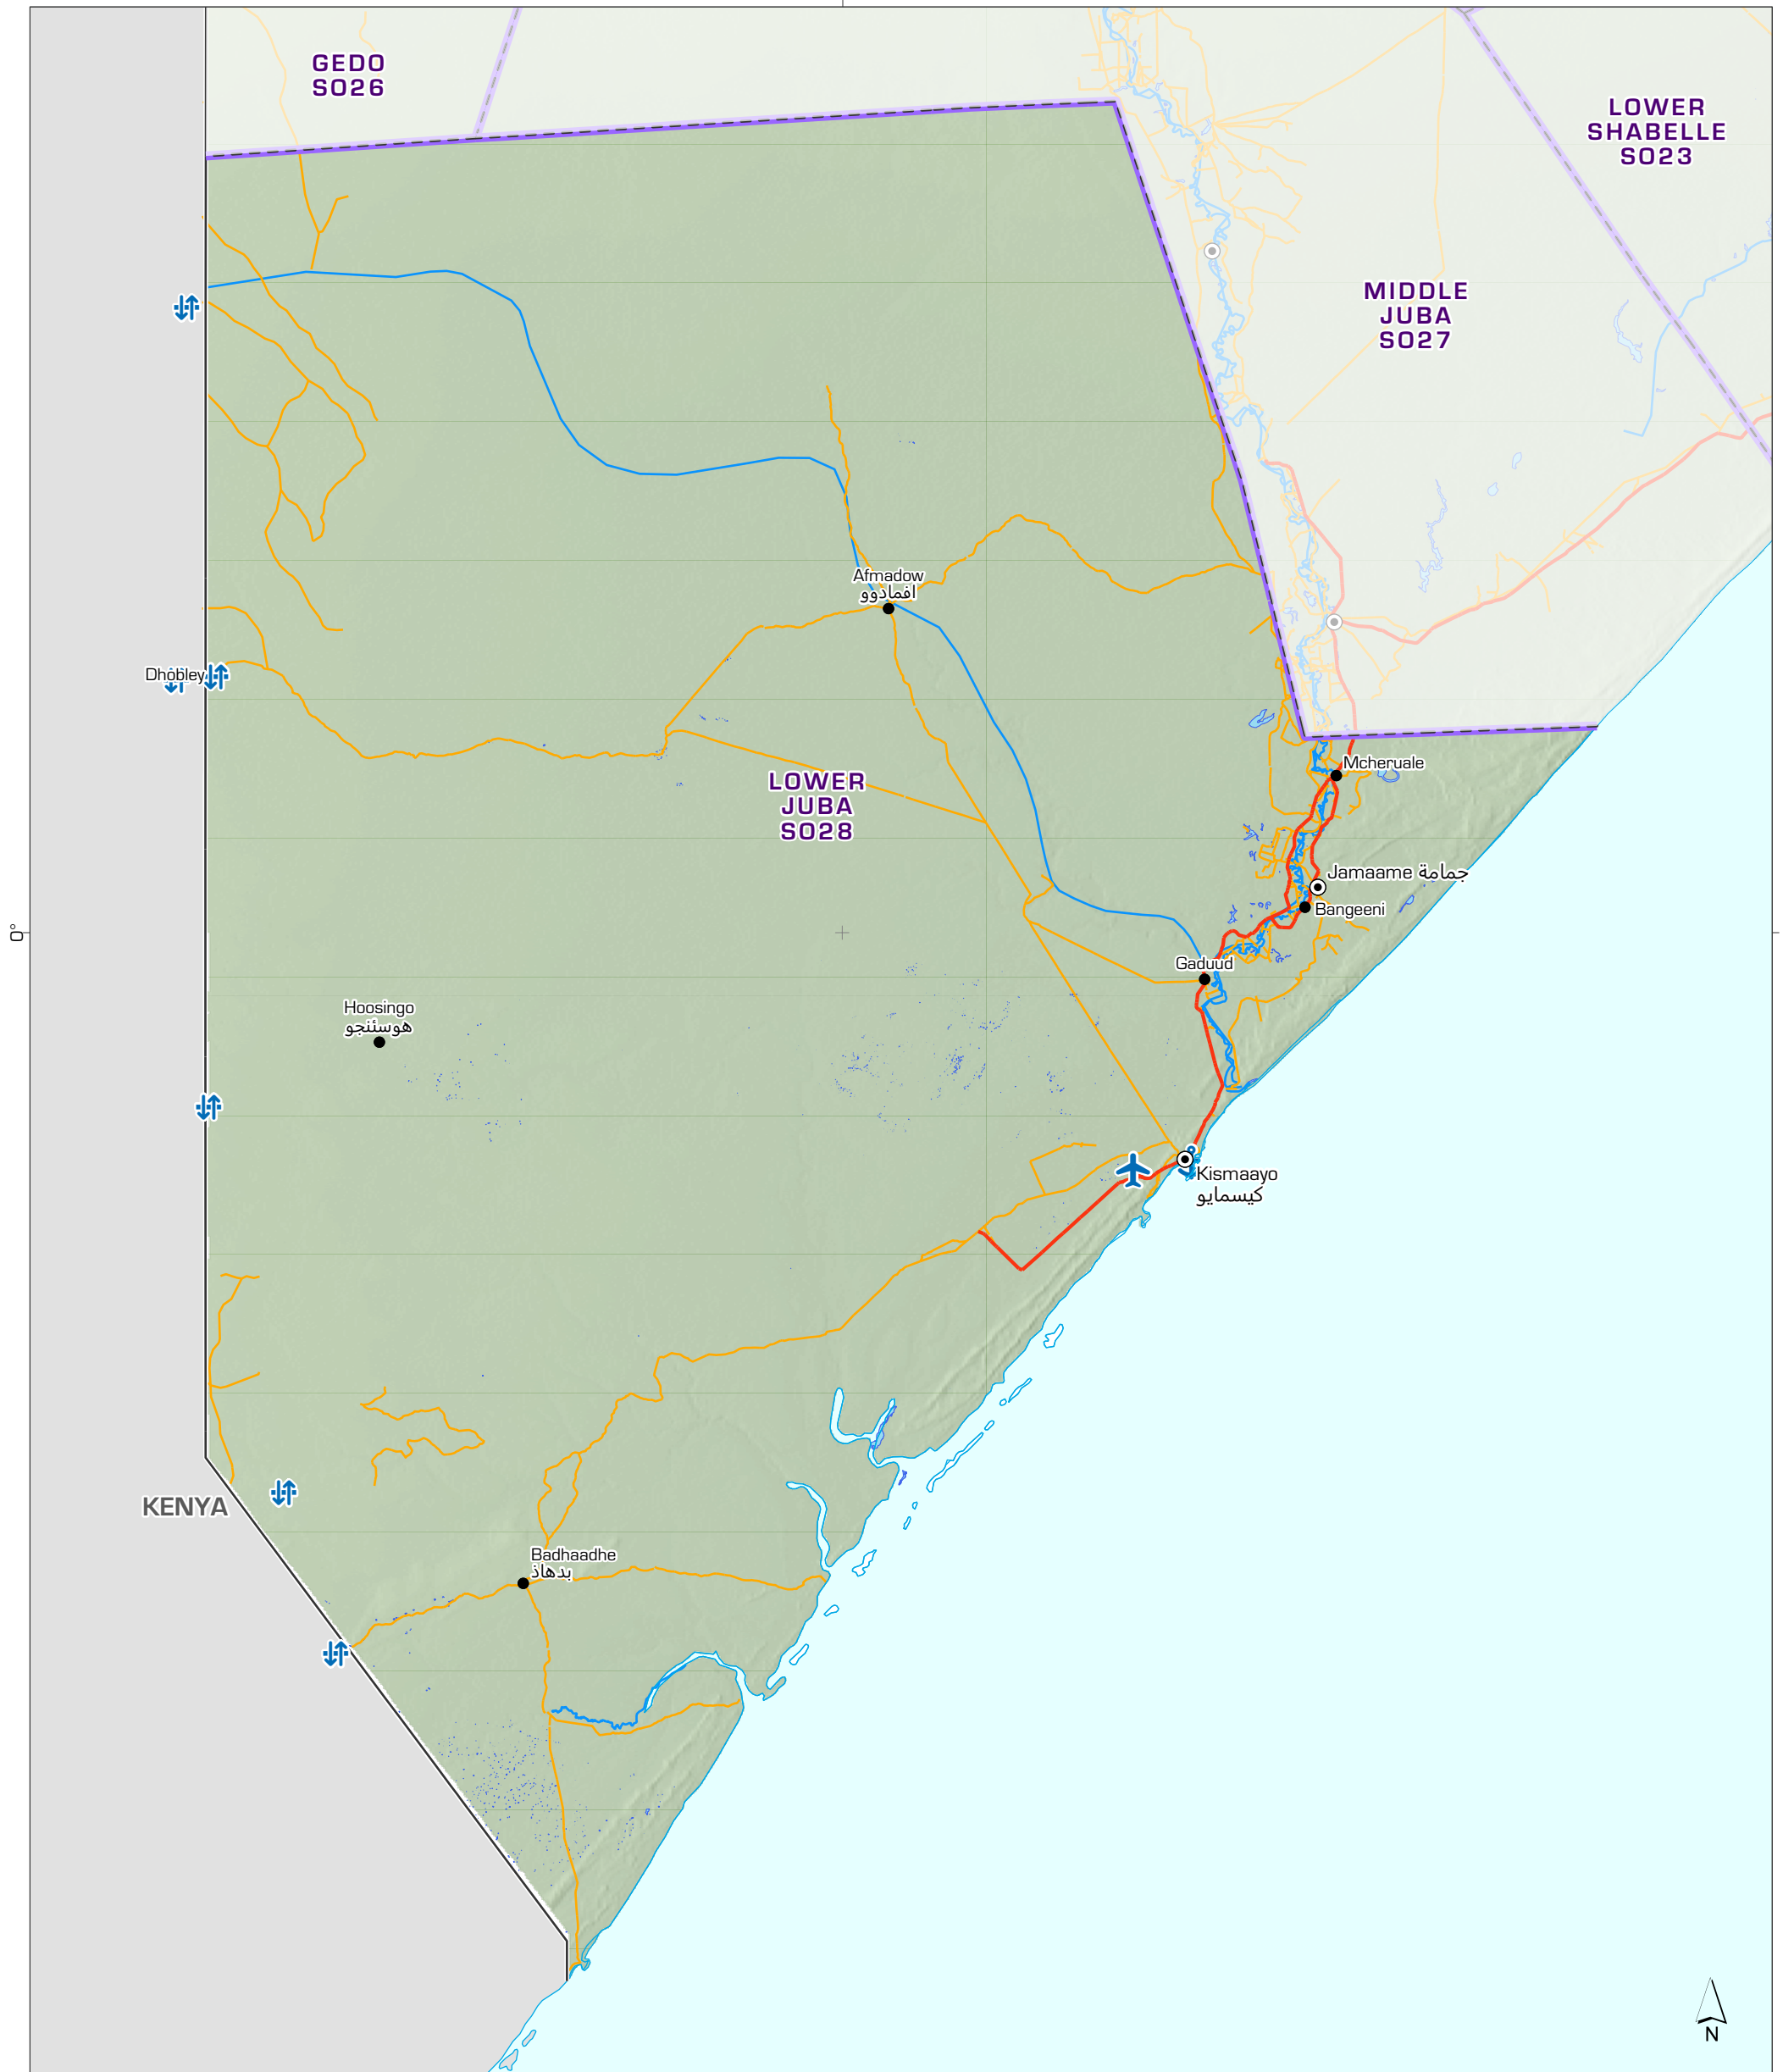 GEDO
SO26
LOWER
SHABELLE
SO23
MIDDLE
JUBA
SO27
Afmadow
افمادوو
Dhobley
Mcheruale
LOWER
JUBA
SO28
Jamaame جمامة
Bangeeni
0°
Gaduud
Hoosingo
هوسئنجو
Kismaayo
كيسمايو
KENYA
Badhaadhe
بدهاذ
N